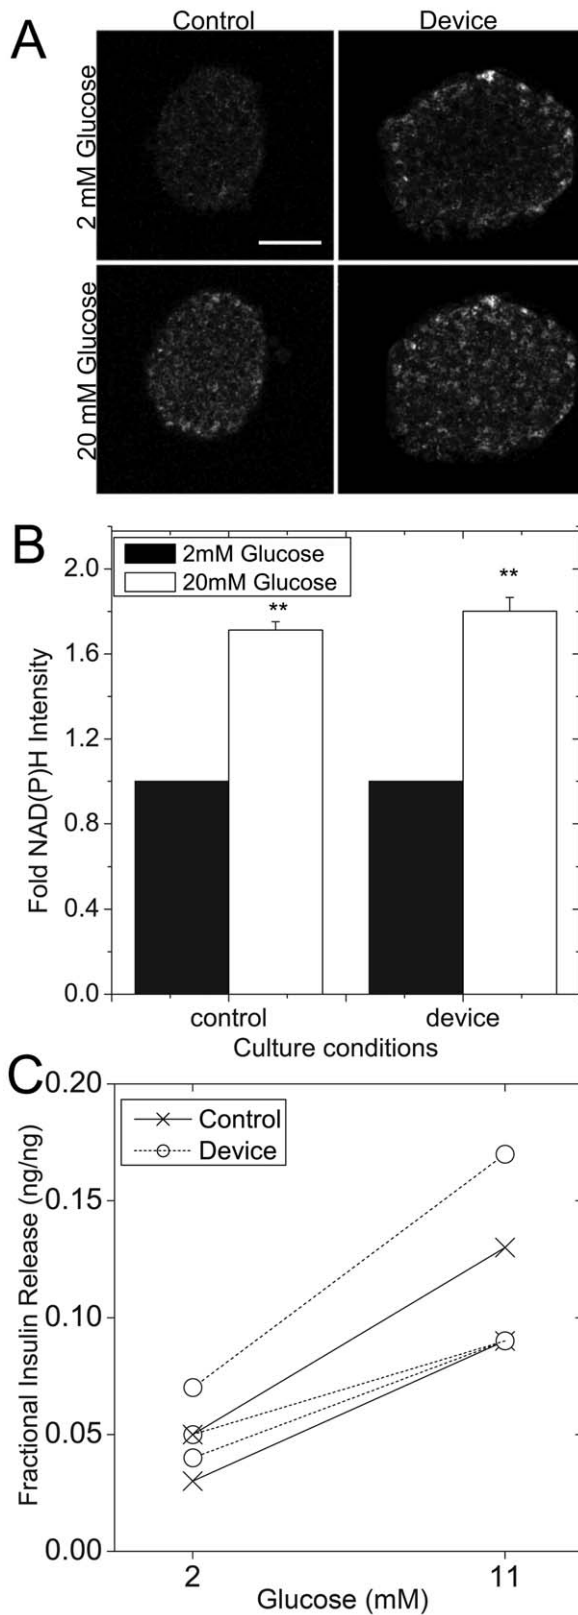 A
Control
Device
2 mM Glucose
20 mM Glucose
B
2mM Glucose
20mM Glucose
**
**
Fold NAD(P)H Intensity
2.0
1.6
1.2
0.8
0.4
0.0
control
device
Culture conditions
C
Control
Device
Fractional Insulin Release (ng/ng)
0.20
0.15
0.10
0.05
0.00
2
11
Glucose (mM)